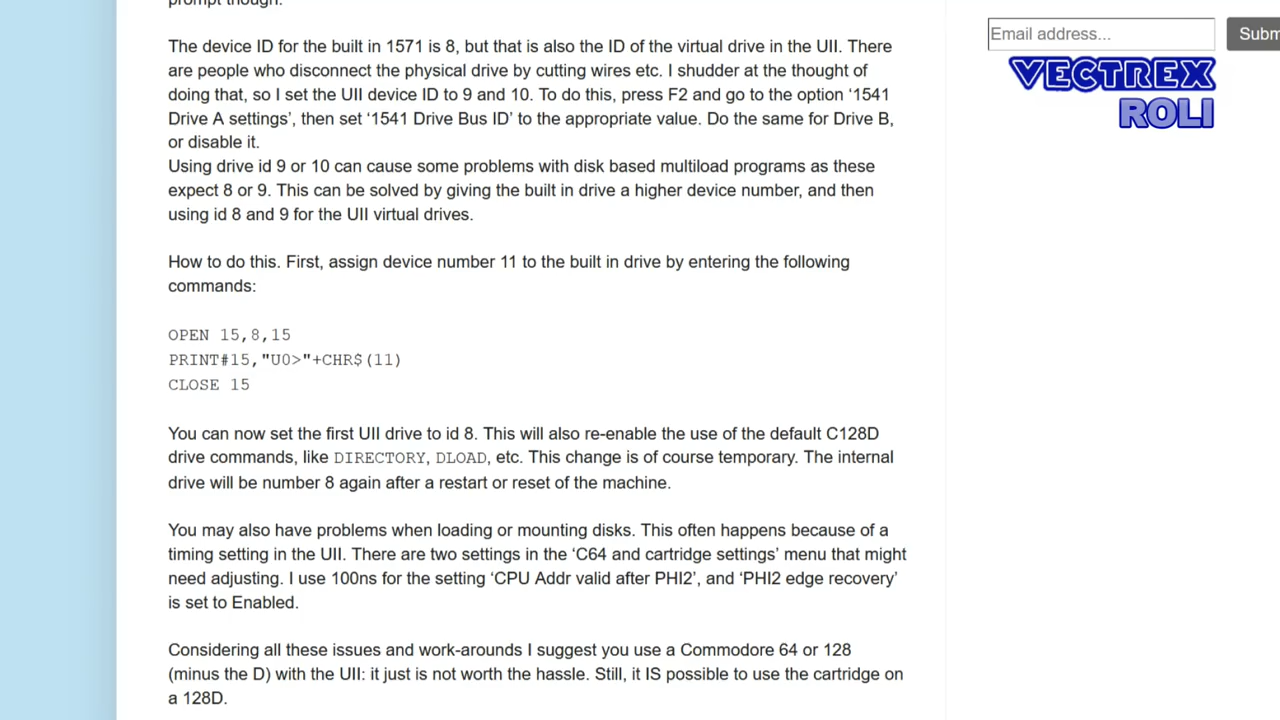 prompt though.
Email address...
Subm
VECTREX
ROLI
The device ID for the built in 1571 is 8, but that is also the ID of the virtual drive in the UII. There
are people who disconnect the physical drive by cutting wires etc. I shudder at the thought of
doing that, so I set the UII device ID to 9 and 10. To do this, press F2 and go to the option ‘1541
Drive A settings’, then set ‘1541 Drive Bus ID’ to the appropriate value. Do the same for Drive B,
or disable it.
Using drive id 9 or 10 can cause some problems with disk based multiload programs as these
expect 8 or 9. This can be solved by giving the built in drive a higher device number, and then
using id 8 and 9 for the UII virtual drives.
How to do this. First, assign device number 11 to the built in drive by entering the following
commands:
OPEN 15,8,15
PRINT#15,"U0>"+CHR$(11)
CLOSE 15
You can now set the first UII drive to id 8. This will also re-enable the use of the default C128D
drive commands, like DIRECTORY, DLOAD, etc. This change is of course temporary. The internal
drive will be number 8 again after a restart or reset of the machine.
You may also have problems when loading or mounting disks. This often happens because of a
timing setting in the UII. There are two settings in the ‘C64 and cartridge settings’ menu that might
need adjusting. I use 100ns for the setting ‘CPU Addr valid after PHI2’, and ‘PHI2 edge recovery’
is set to Enabled.
Considering all these issues and work-arounds I suggest you use a Commodore 64 or 128
(minus the D) with the UII: it just is not worth the hassle. Still, it IS possible to use the cartridge on
a 128D.